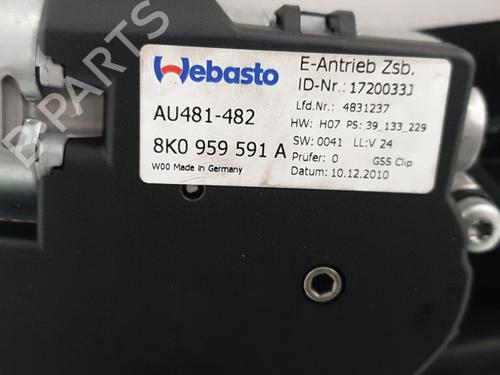 Webasto
AU481-482
8K0 959 591 A
W00 Made in Germany
E-Antrieb Zsb.
ID-Nr.: 1720033J
Lfd.Nr.: 4831237
HW: H07 PS: 39_133_229
SW: 0041 LL:V 24
Prüfer: 0 GSS Clip
Datum: 10.12.2010
B-PARTS